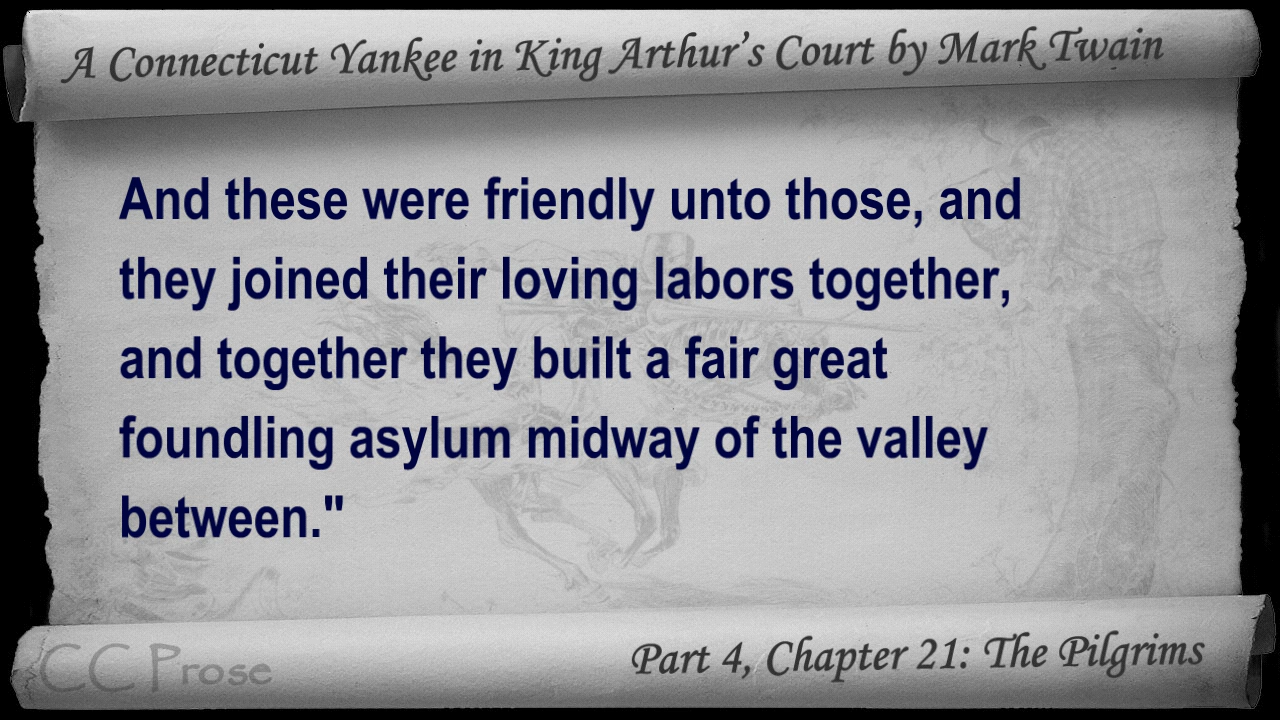 A Connecticut Yankee in King Arthur's Court by Mark Twain
And these were friendly unto those, and
they joined their loving labors together,
and together they built a fair great
foundling asylum midway of the valley
between."
CC Prose
Part 4, Chapter 21: The Pilgrims